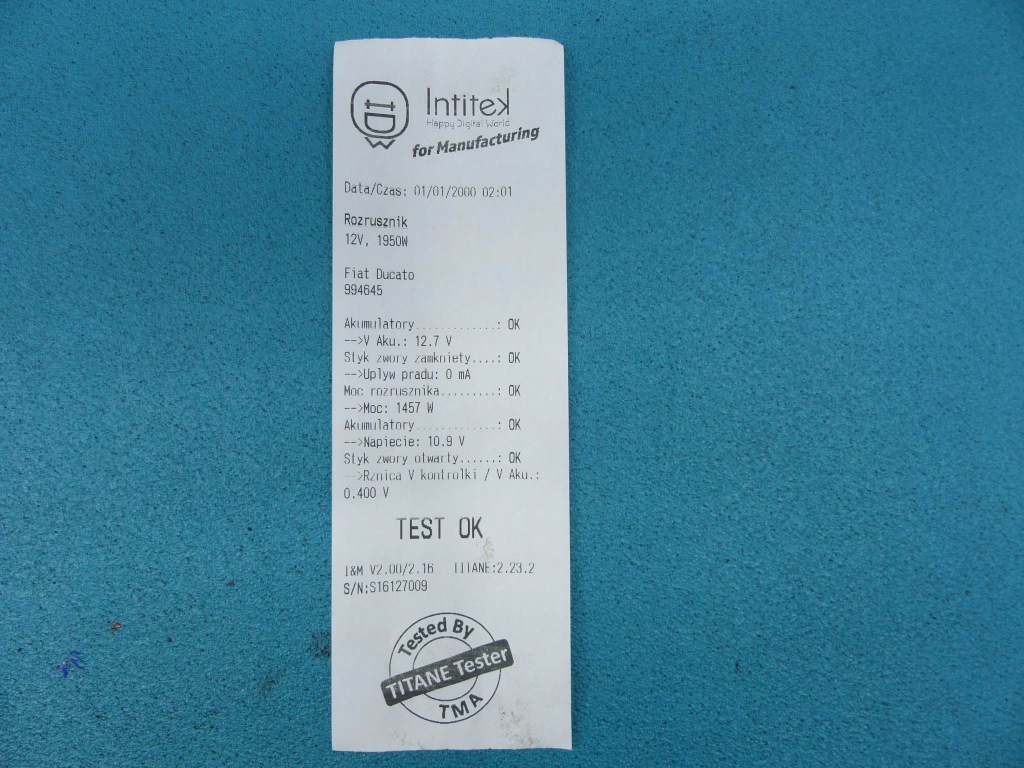 Intitek
Happy Digital World
for Manufacturing
Data/Czas: 01/01/2000 02:01
Rozrusznik
12V, 1950W
Fiat Ducato
994645
Akumulatory.............: OK
-->V Aku.: 12.7 V
Styk zwory zamkniety....: OK
-->Uplyw pradu: 0 mA
Moc rozrusznika.........: OK
-->Moc: 1457 W
Akumulatory.............: OK
-->Napiecie: 10.9 V
Styk zwory otwarty......: OK
-->Rznica V kontrolki / V Aku.:
0.400 V
TEST OK
I&M V2.00/2.16 TITANE:2.23.2
S/N:S16127009
Tested By
TITANE Tester
TMA